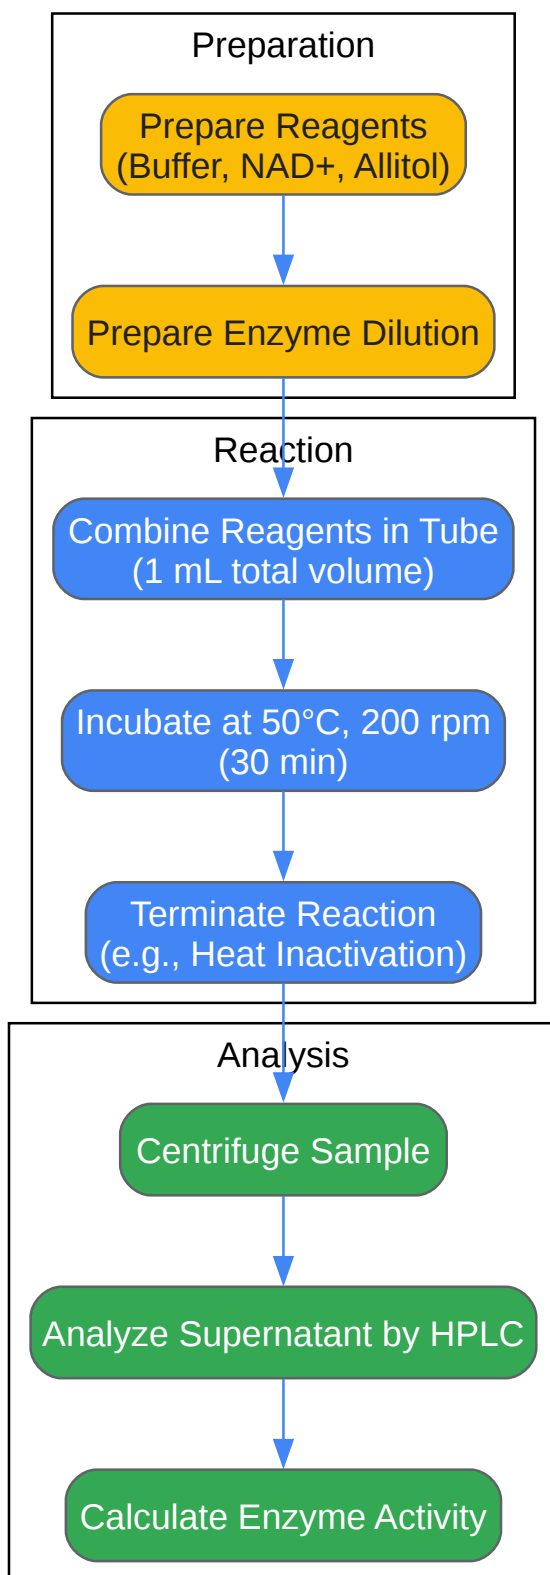 Preparation
Prepare Reagents
(Buffer, NAD+, Allitol)
Prepare Enzyme Dilution
Reaction
Combine Reagents in Tube
(1 mL total volume)
Incubate at 50°C, 200 rpm
(30 min)
Terminate Reaction
(e.g., Heat Inactivation)
Analysis
Centrifuge Sample
Analyze Supernatant by HPLC
Calculate Enzyme Activity